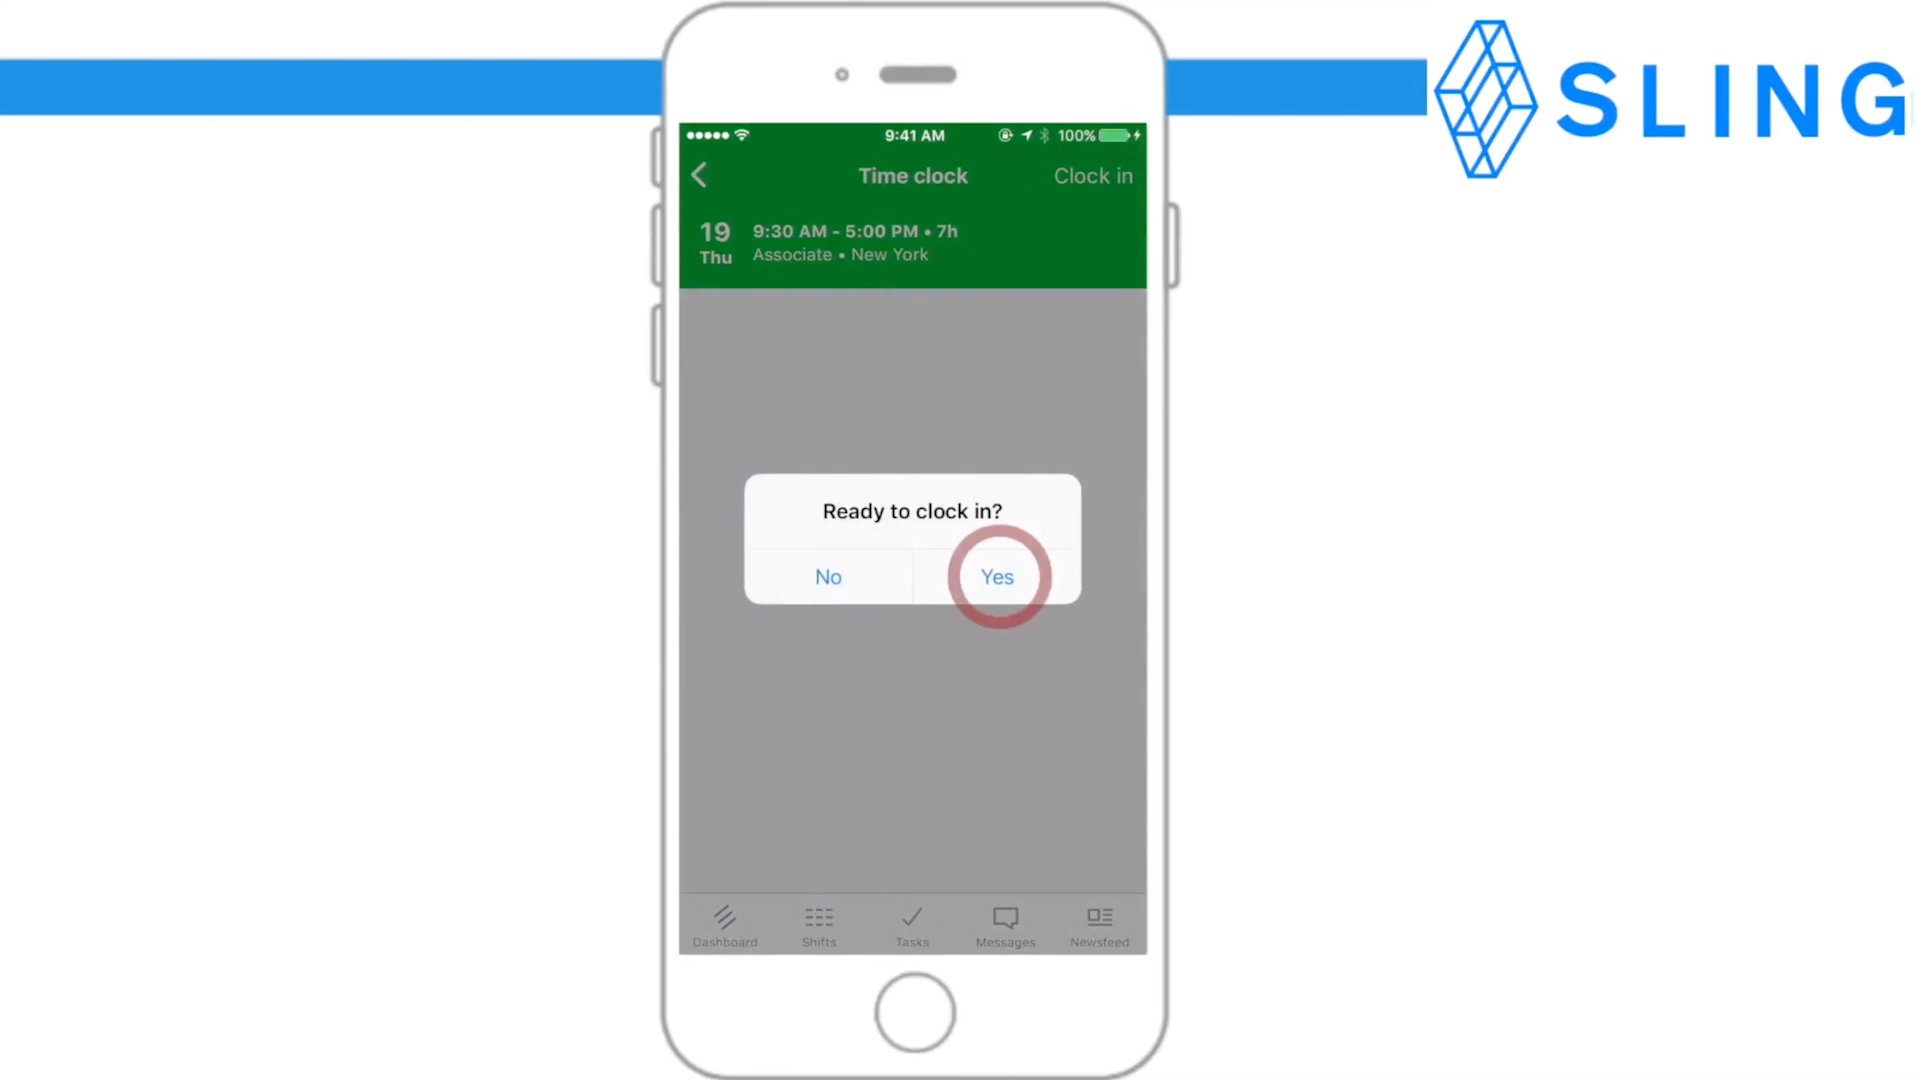 SLING
9:41 AM 100%
Time clock Clock in
19 9:30 AM - 5:00 PM • 7h
Thu Associate • New York
Ready to clock in?
No Yes
Dashboard Shifts Tasks Messages Newsfeed